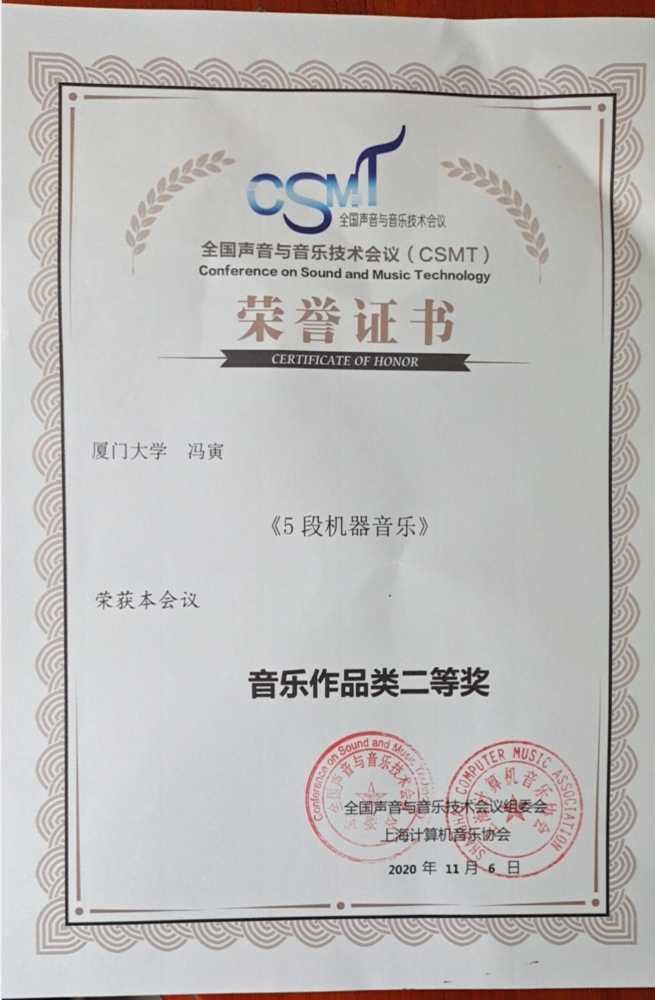 CSMT
全国声音与音乐技术会议
全国声音与音乐技术会议（CSMT）
Conference on Sound and Music Technology
荣誉证书
CERTIFICATE OF HONOR
厦门大学 冯寅
《5 段机器音乐》
荣获本会议
音乐作品类二等奖
Conference on Sound and Music Technology
全国声音与音乐技术会议
组委会
SHANGHAI COMPUTER MUSIC ASSOCIATION
上海计算机音乐协会
全国声音与音乐技术会议组委会
上海计算机音乐协会
2020 年 11 月 6 日